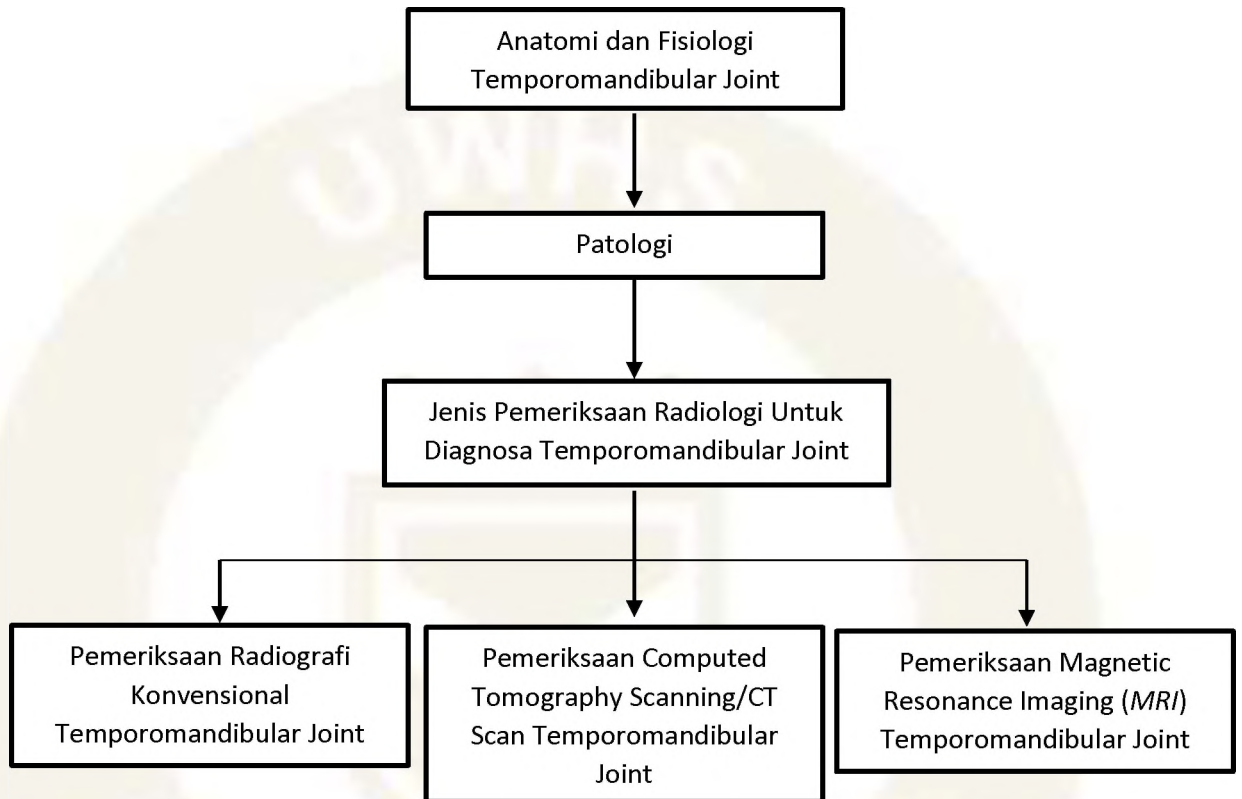 UWHS
Anatomi dan Fisiologi
Temporomandibular Joint
Patologi
Jenis Pemeriksaan Radiologi Untuk
Diagnosa Temporomandibular Joint
Pemeriksaan Radiografi
Konvensional
Temporomandibular Joint
Pemeriksaan Computed
Tomography Scanning/CT
Scan Temporomandibular
Joint
Pemeriksaan Magnetic
Resonance Imaging (MRI)
Temporomandibular Joint